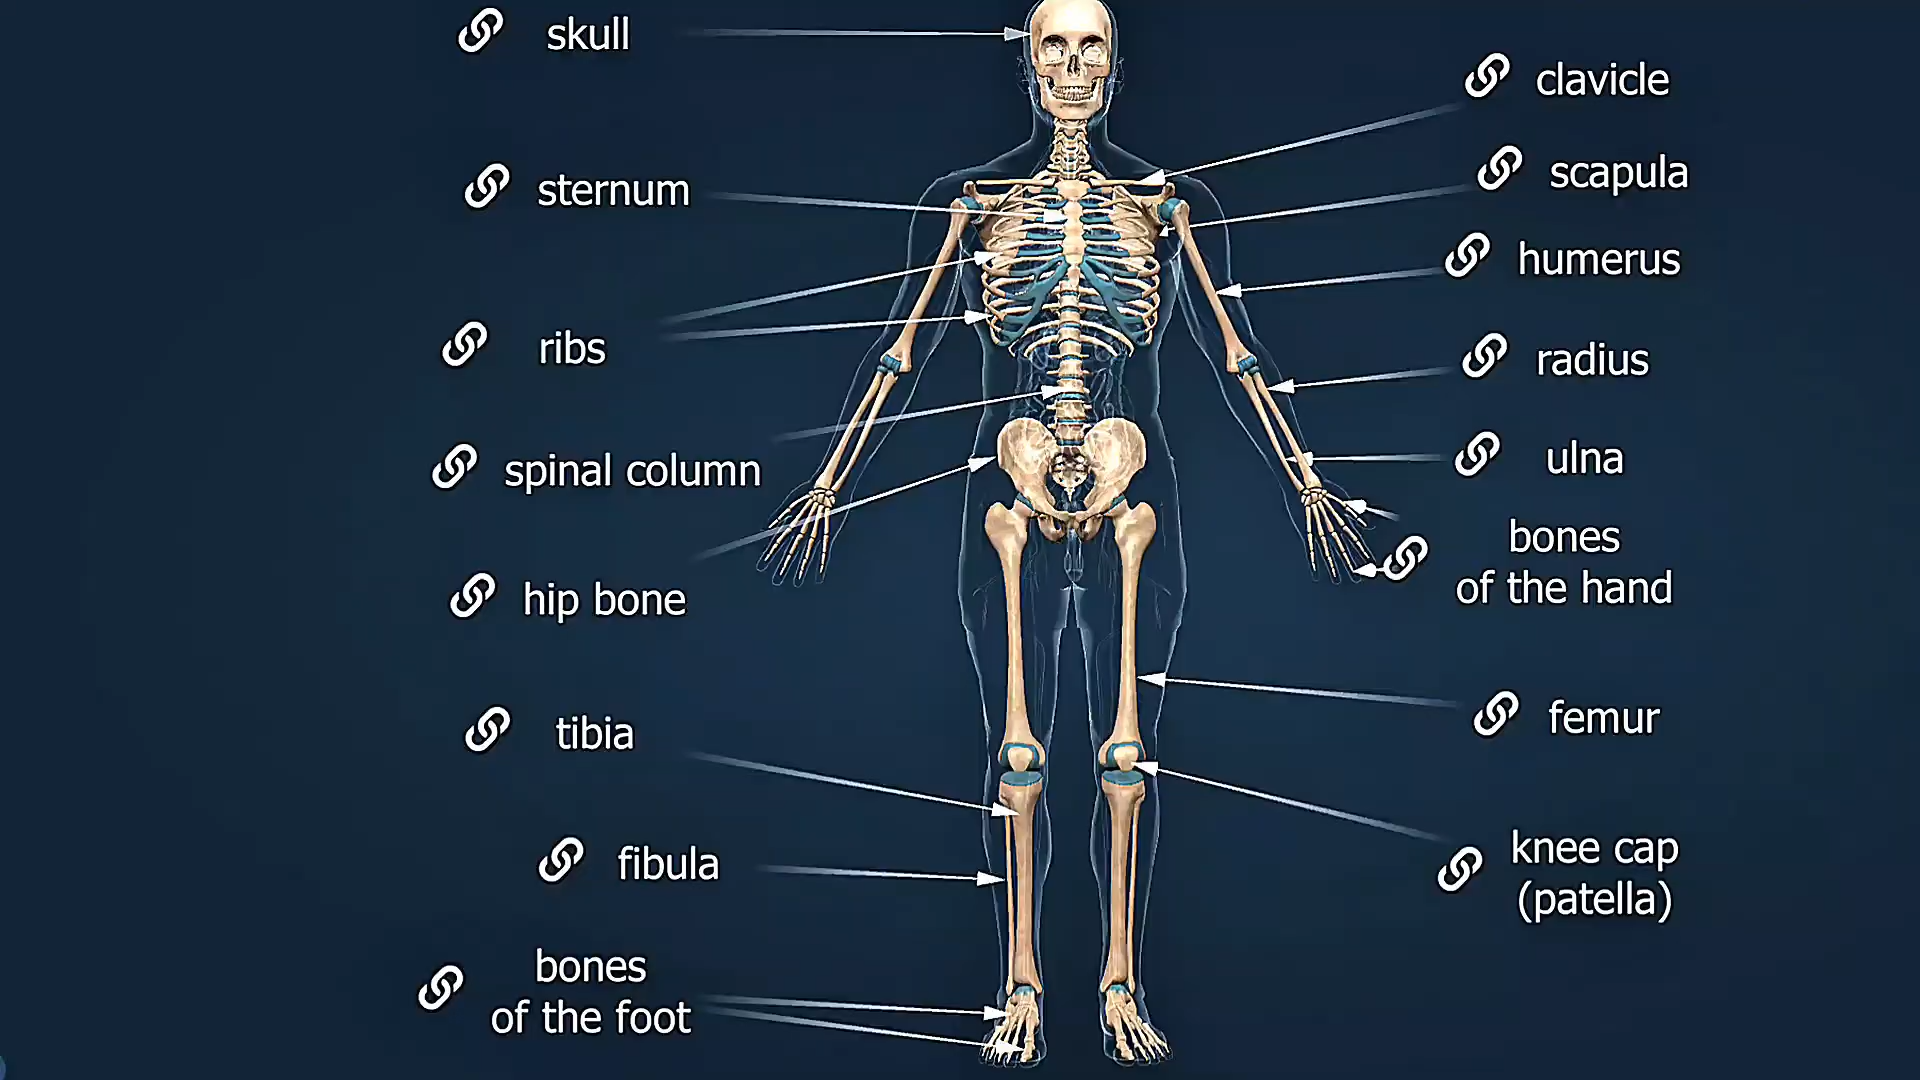 skull
sternum
ribs
spinal column
hip bone
tibia
fibula
bones
of the foot
clavicle
scapula
humerus
radius
ulna
bones
of the hand
femur
knee cap
(patella)